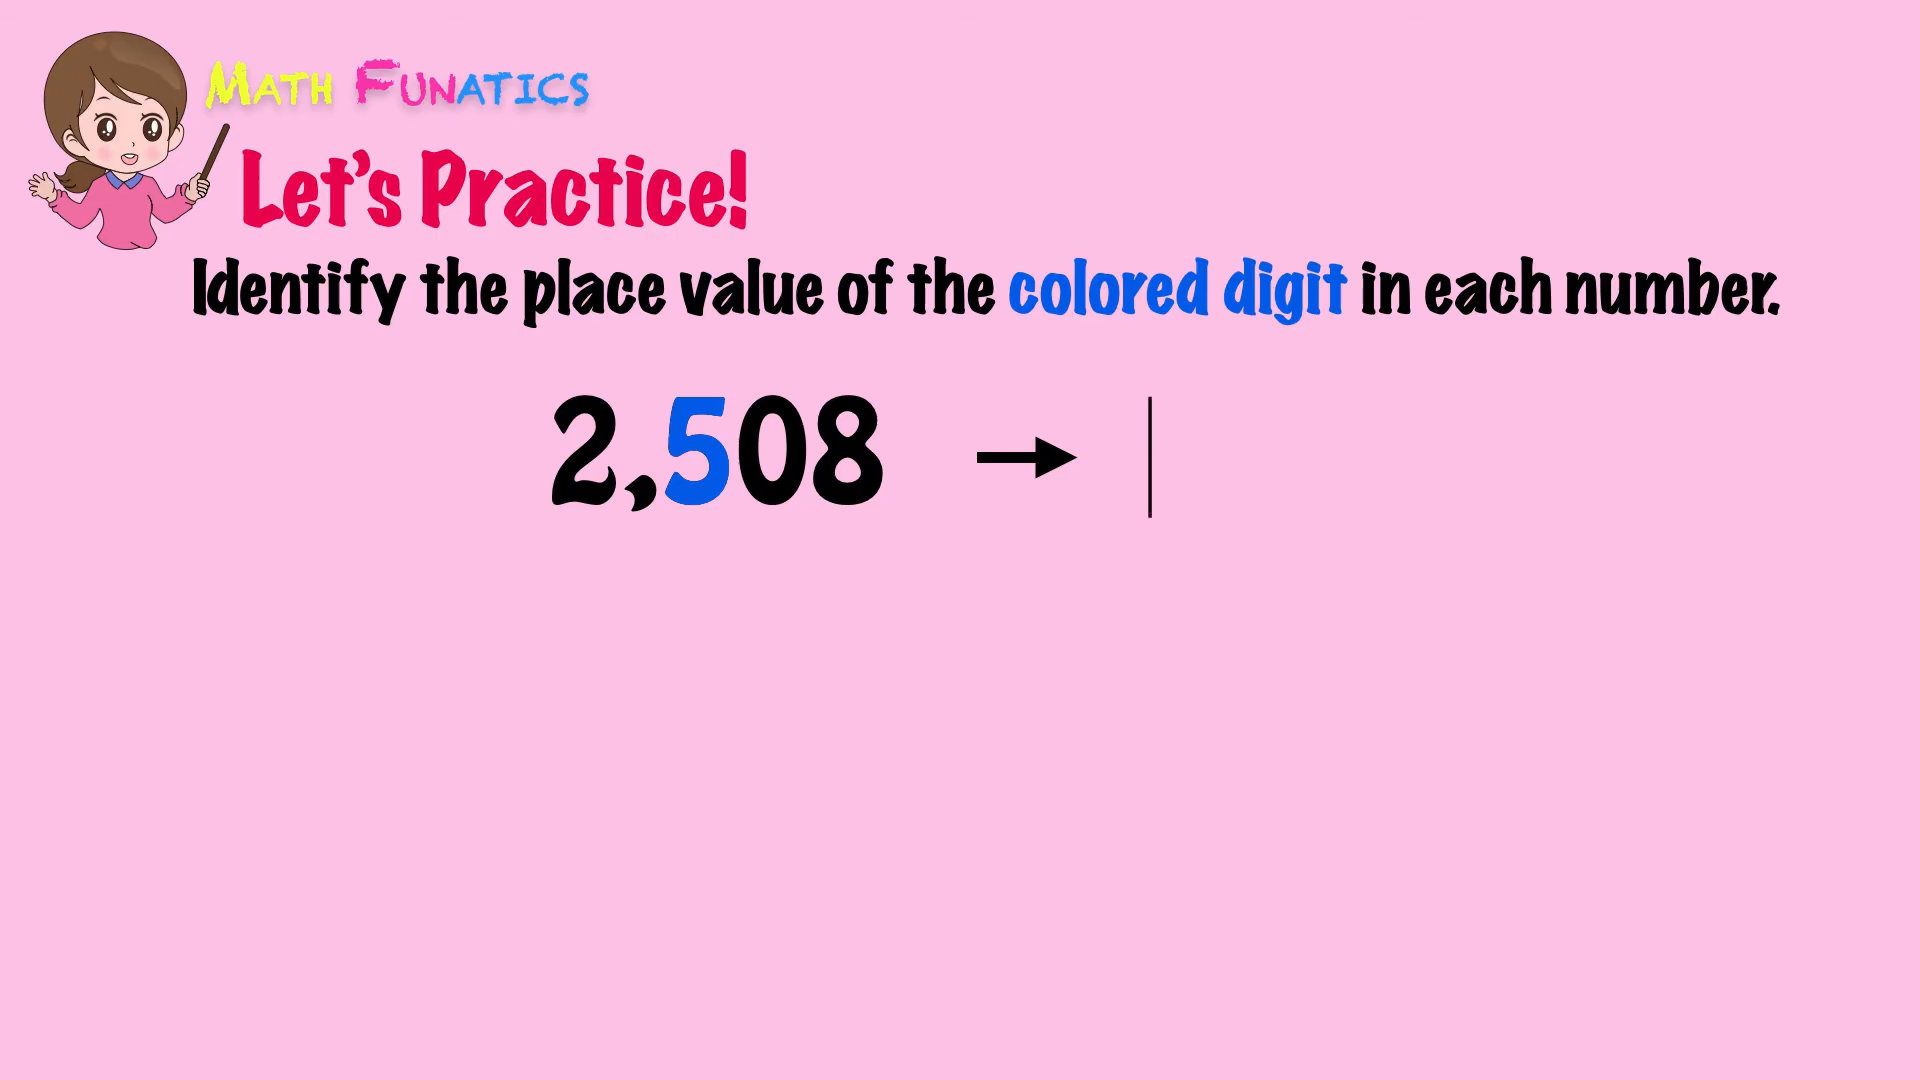 Math Funatics
Let's Practice!
Identify the place value of the colored digit in each number.
2,508 →